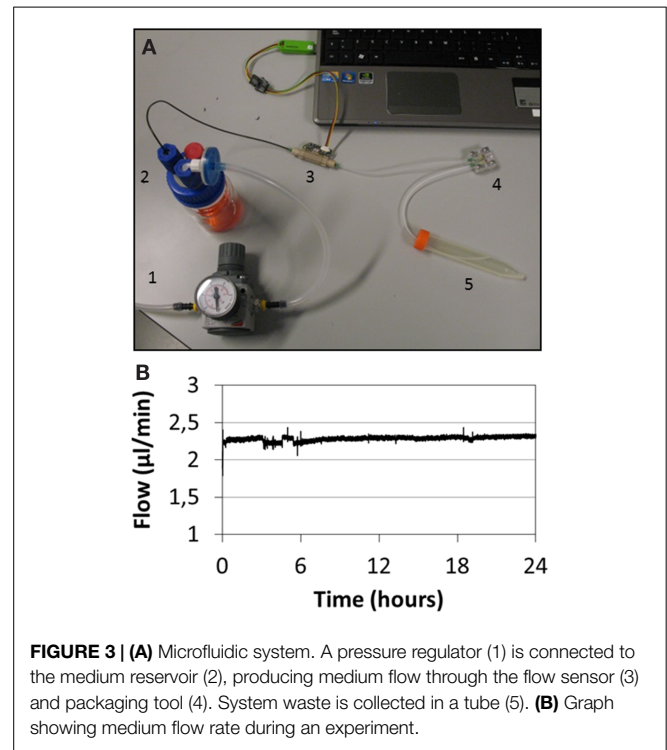 A
2
3
4
1
5
B
3
2,5
2
1,5
1
Flow (µl/min)
0 6 12 18 24
Time (hours)
FIGURE 3 | (A) Microfluidic system. A pressure regulator (1) is connected to
the medium reservoir (2), producing medium flow through the flow sensor (3)
and packaging tool (4). System waste is collected in a tube (5). (B) Graph
showing medium flow rate during an experiment.